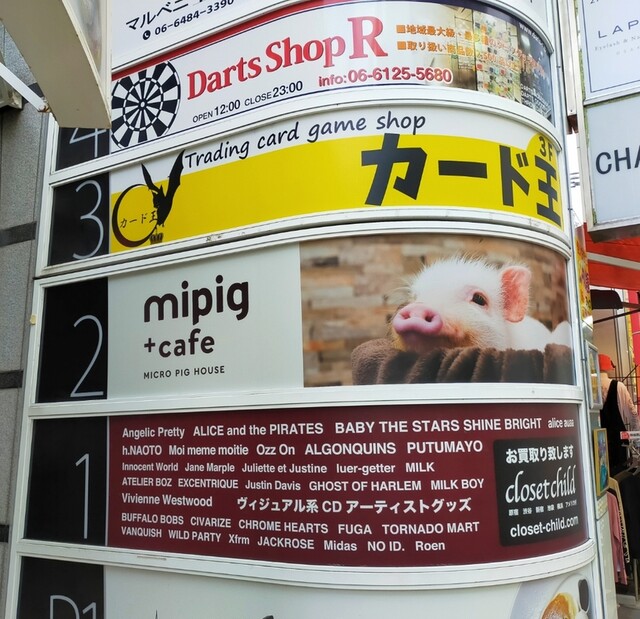 マルベニ
06-6484-3390
Darts Shop R
OPEN 12:00 CLOSE 23:00
info:06-6125-5680
LAP
4
Trading card game shop
3F
カード王
カード王
3
CHA
mipig
+cafe
MICRO PIG HOUSE
2
Angelic Pretty ALICE and the PIRATES BABY THE STARS SHINE BRIGHT alice auaa
h.NAOTO Moi meme moitie Ozz On ALGONQUINS PUTUMAYO
Innocent World Jane Marple Juliette et Justine luer-getter MILK
ATELIER BOZ EXCENTRIQUE Justin Davis GHOST OF HARLEM MILK BOY
Vivienne Westwood ヴィジュアル系 CD アーティストグッズ
BUFFALO BOBS CIVARIZE CHROME HEARTS FUGA TORNADO MART
VANQUISH WILD PARTY Xfrm JACKROSE Midas NO ID. Roen
お買取り致します
closet child
closet-child.com
1
B1